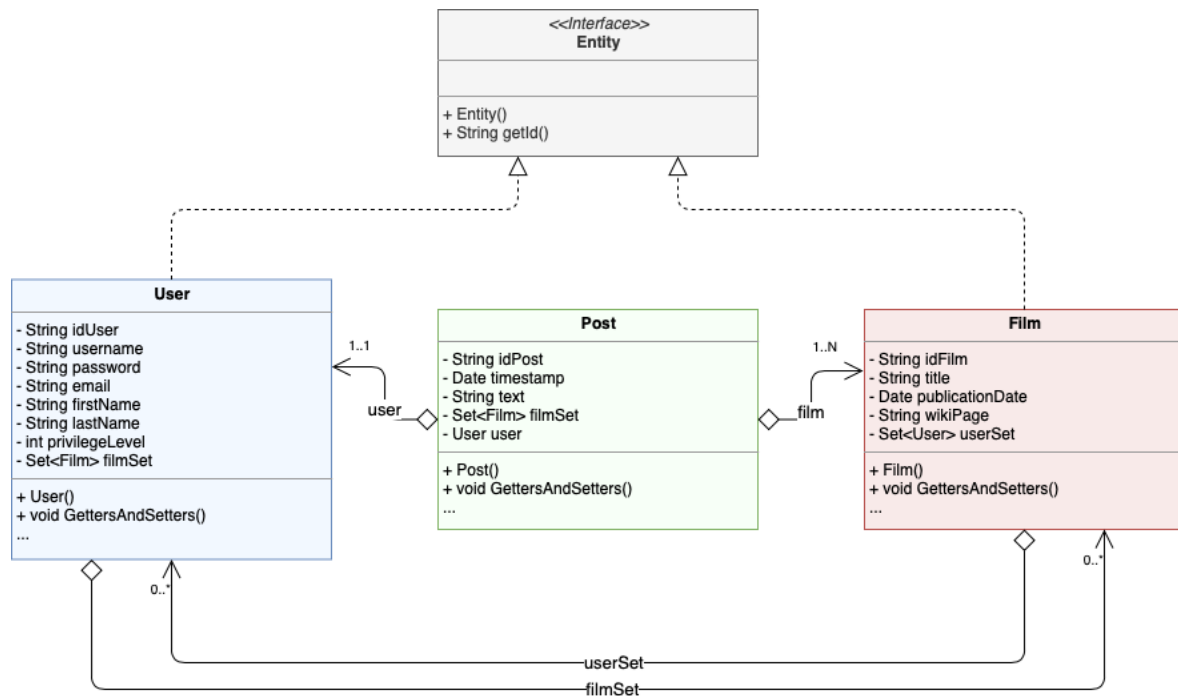 <<Interface>>
Entity
+ Entity()
+ String getId()
User
- String idUser
- String username
- String password
- String email
- String firstName
- String lastName
- int privilegeLevel
- Set<Film> filmSet
+ User()
+ void GettersAndSetters()
...
1..1
user
Post
- String idPost
- Date timestamp
- String text
- Set<Film> filmSet
- User user
+ Post()
+ void GettersAndSetters()
...
1..N
film
Film
- String idFilm
- String title
- Date publicationDate
- String wikiPage
- Set<User> userSet
+ Film()
+ void GettersAndSetters()
...
0..*
0..*
userSet
filmSet